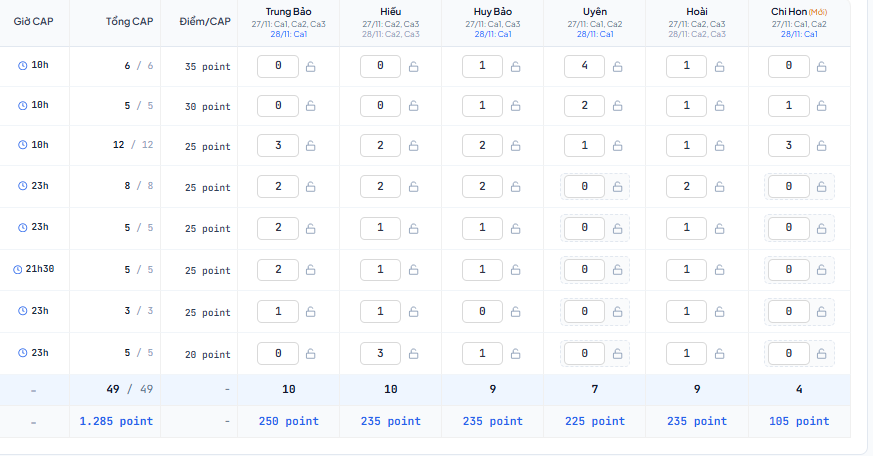 Giờ CAP Tổng CAP Điểm/CAP Trung Bảo Hiếu Huy Bảo Uyên Hoài Chi Hon (Mới)
27/11: Ca1, Ca2, Ca3 27/11: Ca2, Ca3 27/11: Ca2, Ca3 27/11: Ca1, Ca2 27/11: Ca2, Ca3 27/11: Ca1, Ca2
28/11: Ca1 28/11: Ca2, Ca3 28/11: Ca1 28/11: Ca1 28/11: Ca2, Ca3 28/11: Ca1
10h 6 / 6 35 point 0 0 1 4 1 0
10h 5 / 5 30 point 0 0 1 2 1 1
10h 12 / 12 25 point 3 2 2 1 1 3
23h 8 / 8 25 point 2 2 2 0 2 0
23h 5 / 5 25 point 2 1 1 0 1 0
21h30 5 / 5 25 point 2 1 1 0 1 0
23h 3 / 3 25 point 1 1 0 0 1 0
23h 5 / 5 20 point 0 3 1 0 1 0
– 49 / 49 - 10 10 9 7 9 4
– 1.285 point - 250 point 235 point 235 point 225 point 235 point 105 point